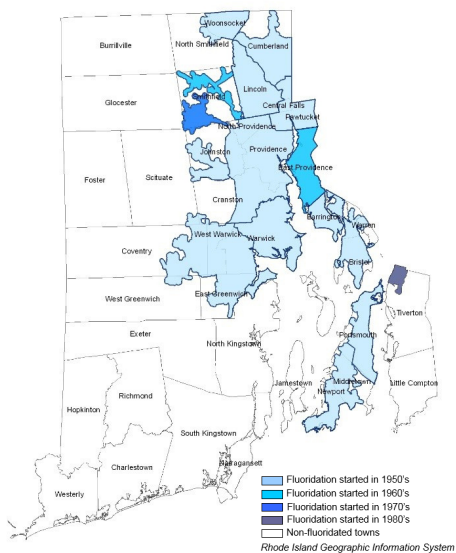 Woonsocket
Burrillville
North Smithfield
Cumberland
Glocester
Smithfield
Lincoln
Central Falls
Pawtucket
North Providence
Johnston
Providence
East Providence
Foster
Scituate
Cranston
Barrington
Warren
West Warwick
Warwick
Bristol
Coventry
West Greenwich
East Greenwich
Tiverton
Exeter
North Kingstown
Portsmouth
Jamestown
Middletown
Newport
Little Compton
Richmond
Hopkinton
South Kingstown
Charlestown
Narragansett
Westerly
Fluoridation started in 1950's
Fluoridation started in 1960's
Fluoridation started in 1970's
Fluoridation started in 1980's
Non-fluoridated towns
Rhode Island Geographic Information System